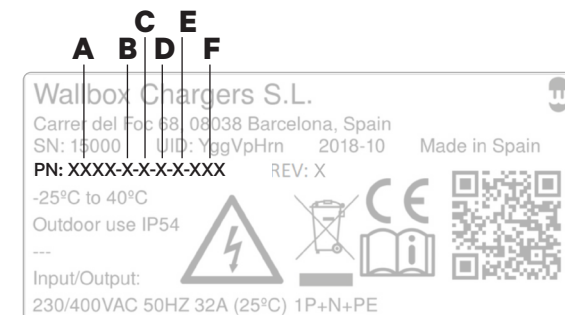 C E
A B D F
Wallbox Chargers S.L.
Carrer del Foc 68, 08038 Barcelona, Spain
SN: 15000 UID: YggVpHrn 2018-10 Made in Spain
PN: XXXX-X-X-X-X-XXX REV: X
-25ºC to 40ºC
Outdoor use IP54
---
Input/Output:
230/400VAC 50HZ 32A (25ºC) 1P+N+PE
CE